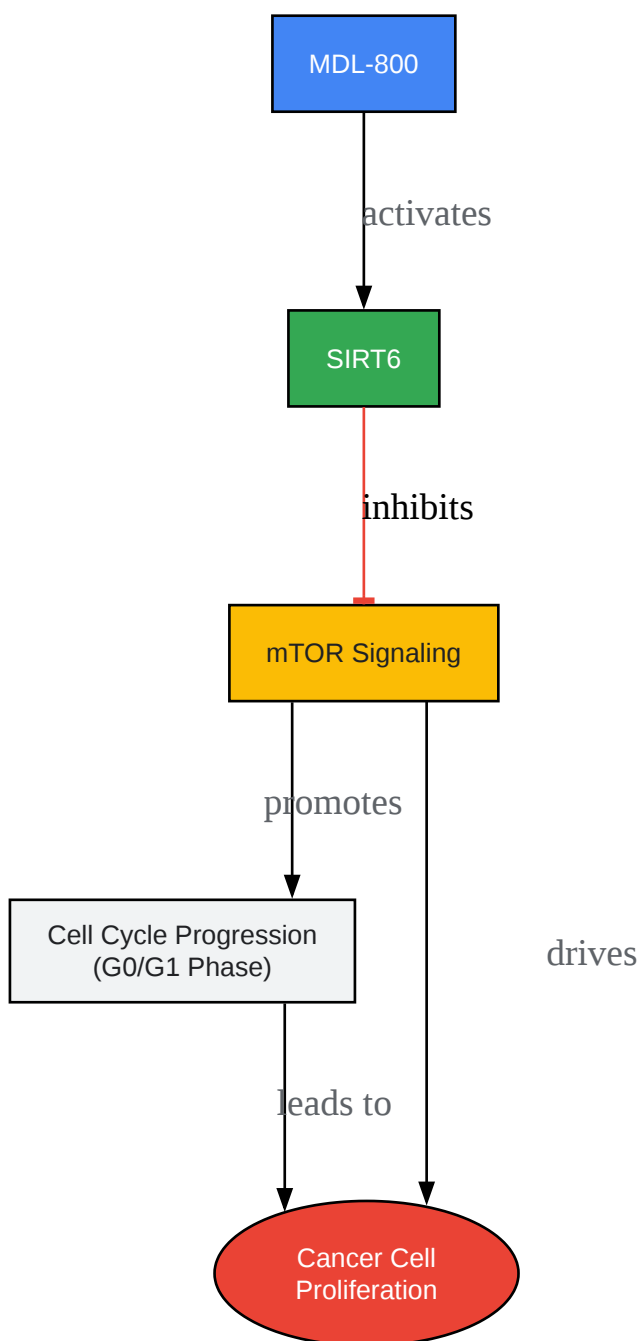 MDL-800
activates
SIRT6
inhibits
mTOR Signaling
promotes
Cell Cycle Progression
(G0/G1 Phase)
drives
leads to
Cancer Cell
Proliferation